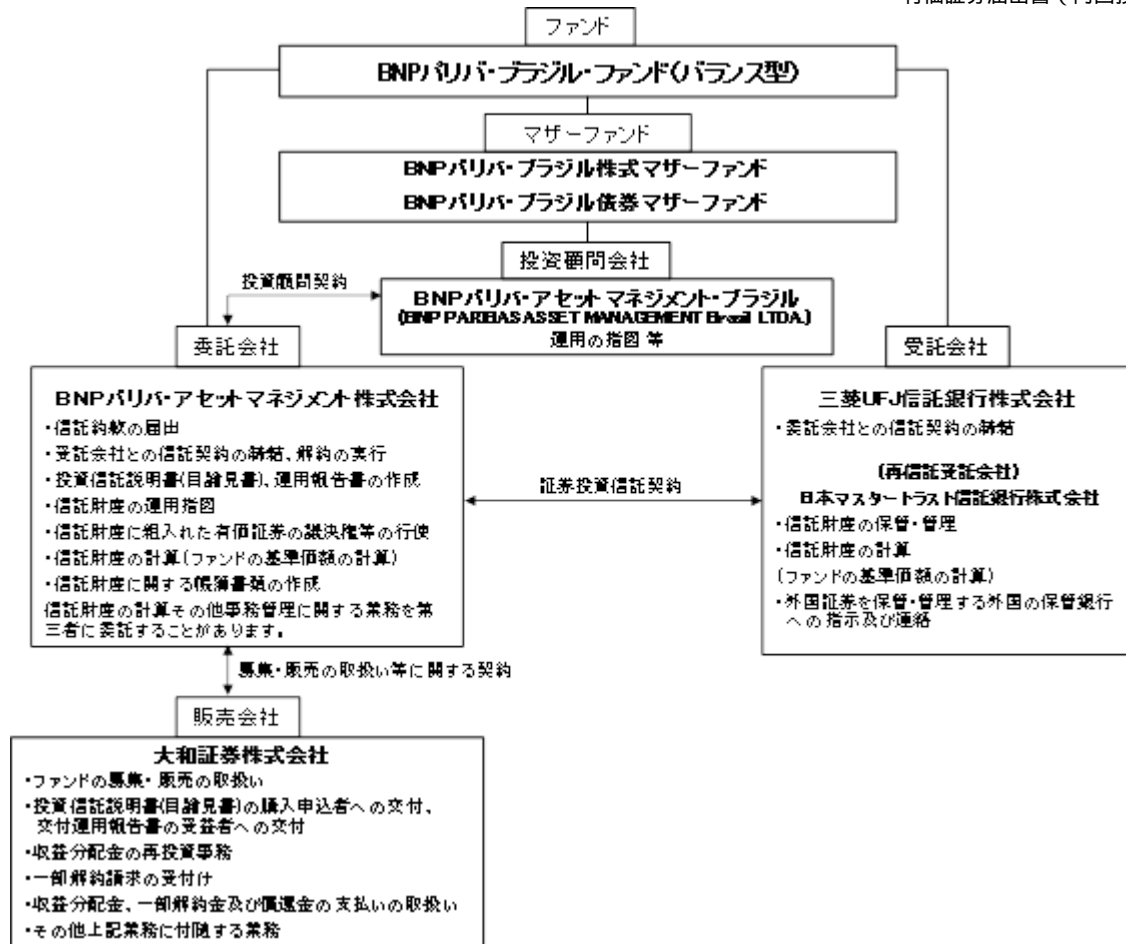 ファンド
BNPパリバ・ブラジル・ファンド(バランス型)
マザーファンド
BNPパリバ・ブラジル株式マザーファンド
BNPパリバ・ブラジル債券マザーファンド
投資顧問会社
投資顧問契約
BNPパリバ・アセットマネジメント・ブラジル
(BNP PARIBAS ASSET MANAGEMENT Brasil LTDA.)
運用の指図 等
委託会社
受託会社
BNPパリバ・アセットマネジメント株式会社
・信託約款の届出
・受託会社との信託契約の締結、解約の実行
・投資信託説明書(目論見書)、運用報告書の作成
・信託財産の運用指図
・信託財産に組入れた有価証券の議決権等の行使
・信託財産の計算(ファンドの基準価額の計算)
・信託財産に関する帳簿書類の作成
信託財産の計算その他事務管理に関する業務を第
三者に委託することがあります。
証券投資信託契約
三菱UFJ信託銀行株式会社
・委託会社との信託契約の締結
(再信託受託会社)
日本マスタートラスト信託銀行株式会社
・信託財産の保管・管理
・信託財産の計算
(ファンドの基準価額の計算)
・外国証券を保管・管理する外国の保管銀行
への指示及び連絡
募集・販売の取扱い等に関する契約
販売会社
大和証券株式会社
・ファンドの募集・販売の取扱い
・投資信託説明書(目論見書)の購入申込者への交付、
交付運用報告書の受益者への交付
・収益分配金の再投資事務
・一部解約請求の受付け
・収益分配金、一部解約金及び償還金の支払いの取扱い
・その他上記業務に付随する業務